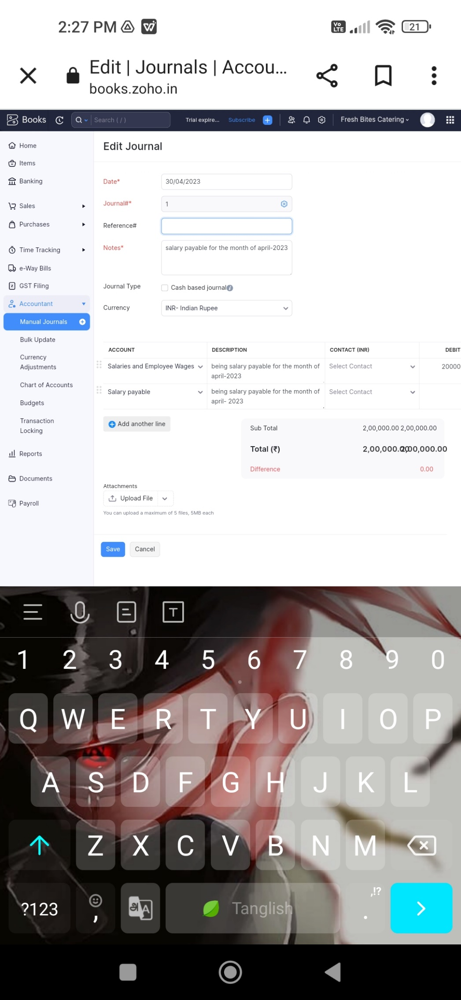 2:27 PM
Vo LTE
21
Edit | Journals | Accou...
books.zoho.in
Books
Search ( / )
Trial expire...
Subscribe
Fresh Bites Catering
Home
Items
Banking
Sales
Purchases
Time Tracking
e-Way Bills
GST Filing
Accountant
Manual Journals
Bulk Update
Currency
Adjustments
Chart of Accounts
Budgets
Transaction
Locking
Reports
Documents
Payroll
Edit Journal
Date*
30/04/2023
Journal#*
1
Reference#
Notes*
salary payable for the month of april-2023
Journal Type
Cash based journal
Currency
INR- Indian Rupee
ACCOUNT DESCRIPTION CONTACT (INR) DEBIT
Salaries and Employee Wages
being salary payable for the month of
april-2023
Select Contact
20000
Salary payable
being salary payable for the month of
april- 2023
Select Contact
Add another line
Sub Total 2,00,000.00 2,00,000.00
Total (₹) 2,00,000.00 2,00,000.00
Difference 0.00
Attachments
Upload File
You can upload a maximum of 5 files, 5MB each
Save Cancel
T
1 2 3 4 5 6 7 8 9 0
Q W E R T Y U I O P
A S D F G H J K L
Z X C V B N M
?123 , அ A Tanglish ,!? .